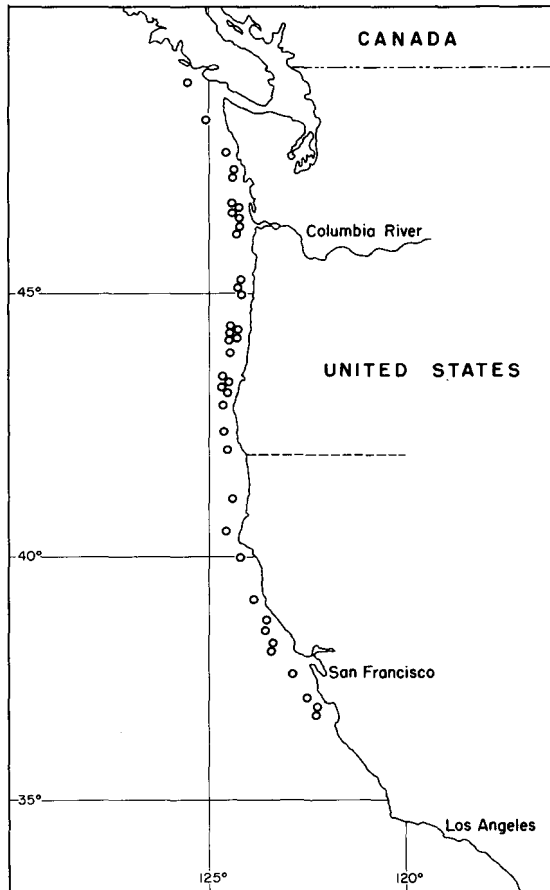 CANADA
Columbia River
45°
UNITED STATES
40°
San Francisco
35°
Los Angeles
125°
120°